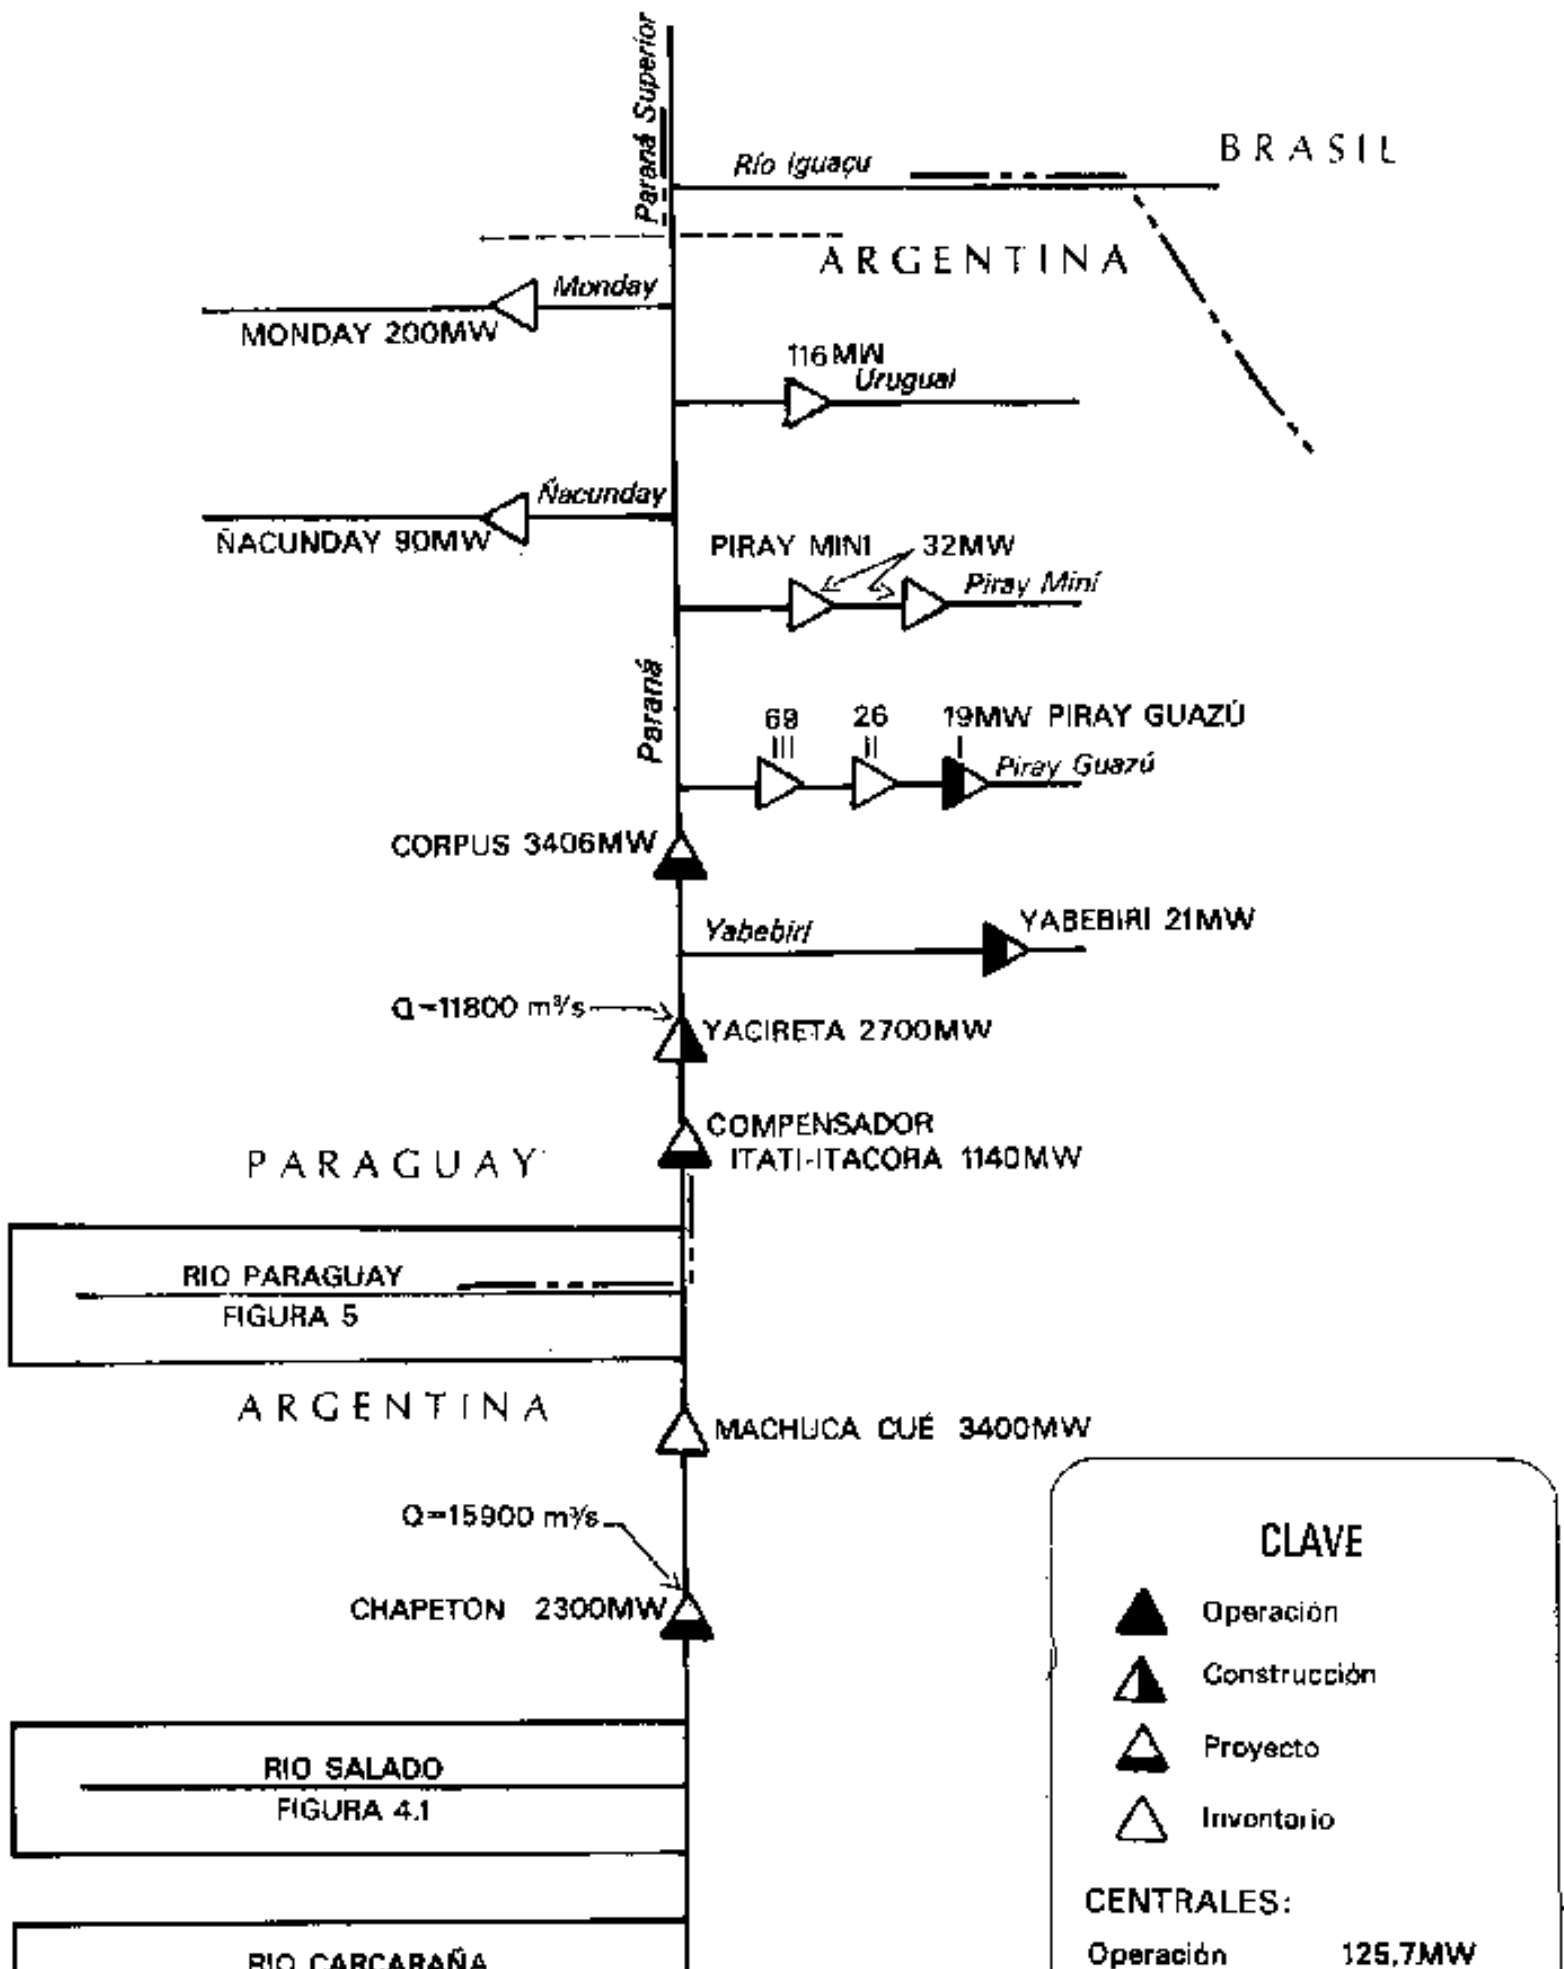 Paraná Superior
Río Iguaçu
BRASIL
ARGENTINA
Monday
MONDAY 200MW
116MW
Urugual
Ñacunday
ÑACUNDAY 90MW
PIRAY MINI 32MW
Piray Miní
Paraná
69 26 19MW PIRAY GUAZÚ
III II I
Piray Guazú
CORPUS 3406MW
Yabebirí
YABEBIRÍ 21MW
Q=11800 m³/s
YACIRETA 2700MW
COMPENSADOR
ITATI-ITACORA 1140MW
PARAGUAY
RIO PARAGUAY
FIGURA 5
ARGENTINA
MACHUCA CUÉ 3400MW
Q=15900 m³/s
CHAPETON 2300MW
RIO SALADO
FIGURA 4.1
RIO CARCARAÑA
CLAVE
Operación
Construcción
Proyecto
Inventario
CENTRALES:
Operación 125,7MW